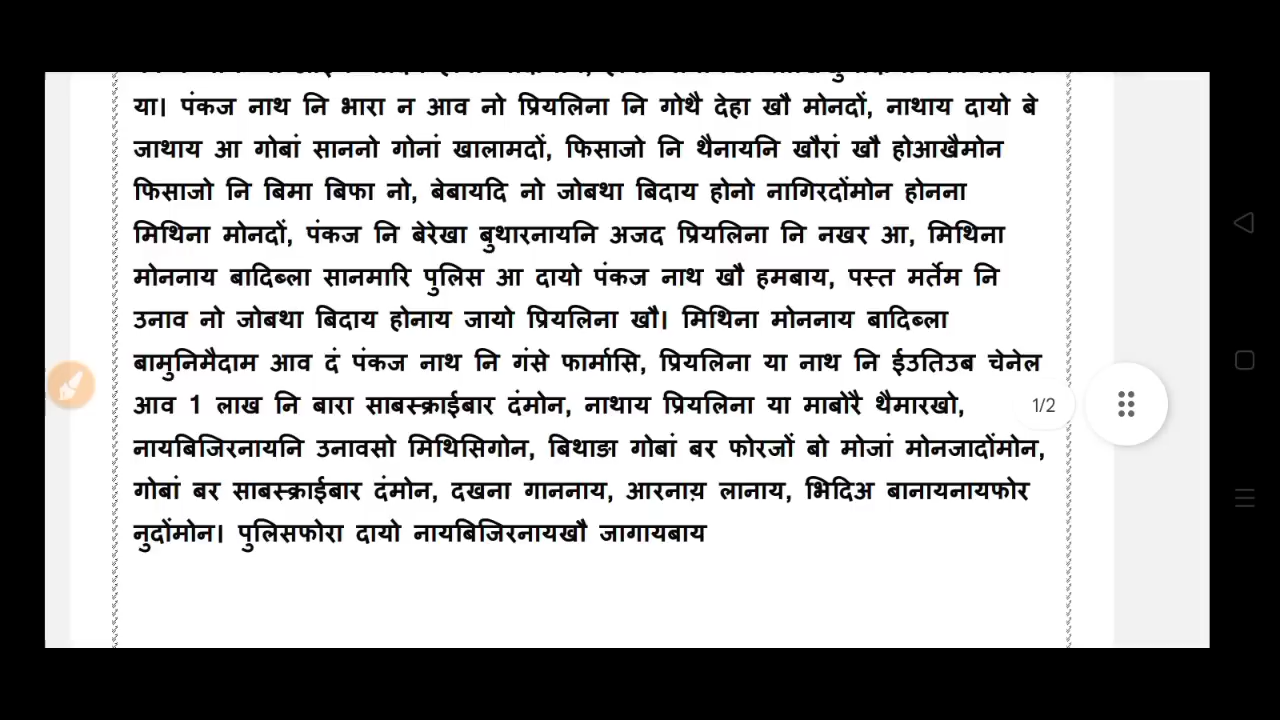 या। पंकज नाथ नि भारा न आव नो प्रियलिना नि गोथै देहा खौ मोनदों, नाथाय दायो बे
जाथाय आ गोबां साननो गोनां खालामदों, फिसाजो नि थैनायनि खौरां खौ होआखैमोन
फिसाजो नि बिमा बिफा नो, बेबायदि नो जोबथा बिदाय होनो नागिरदोंमोन होनना
मिथिना मोनदों, पंकज नि बेरेखा बुथारनायनि अजद प्रियलिना नि नखर आ, मिथिना
मोननाय बादिब्ला सानमारि पुलिस आ दायो पंकज नाथ खौ हमबाय, पस्त मर्तेम नि
उनाव नो जोबथा बिदाय होनाय जायो प्रियलिना खौ। मिथिना मोननाय बादिब्ला
बामुनिमैदाम आव दं पंकज नाथ नि गंसे फार्मासि, प्रियलिना या नाथ नि ईउतिउब चेनेल
आव 1 लाख नि बारा साबस्क्राईबार दंमोन, नाथाय प्रियलिना या माबोरै थैमारखो,
नायबिजिरनायनि उनावसो मिथिसिगोन, बिथाङा गोबां बर फोरजों बो मोजां मोनजादोंमोन,
गोबां बर साबस्क्राईबार दंमोन, दखना गाननाय, आरनाय़ लानाय, भिदिअ बानायनायफोर
नुदोंमोन। पुलिसफोरा दायो नायबिजिरनायखौ जागायबाय
1/2